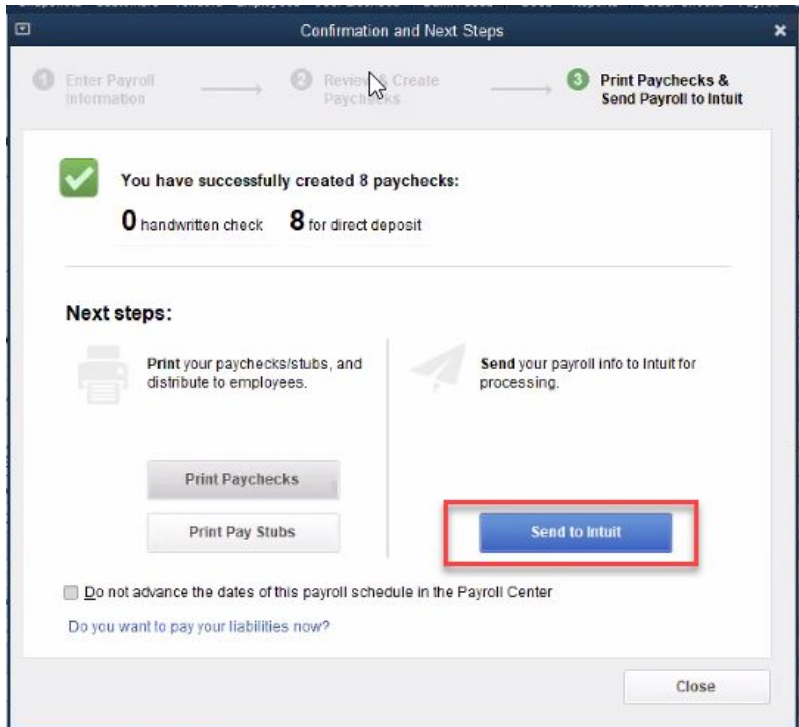 Confirmation and Next Steps
1 Enter Payroll
Information
2 Review & Create
Paychecks
3 Print Paychecks &
Send Payroll to Intuit
You have successfully created 8 paychecks:
0 handwritten check 8 for direct deposit
Next steps:
Print your paychecks/stubs, and
distribute to employees.
Send your payroll info to Intuit for
processing.
Print Paychecks
Print Pay Stubs
Send to Intuit
Do not advance the dates of this payroll schedule in the Payroll Center
Do you want to pay your liabilities now?
Close